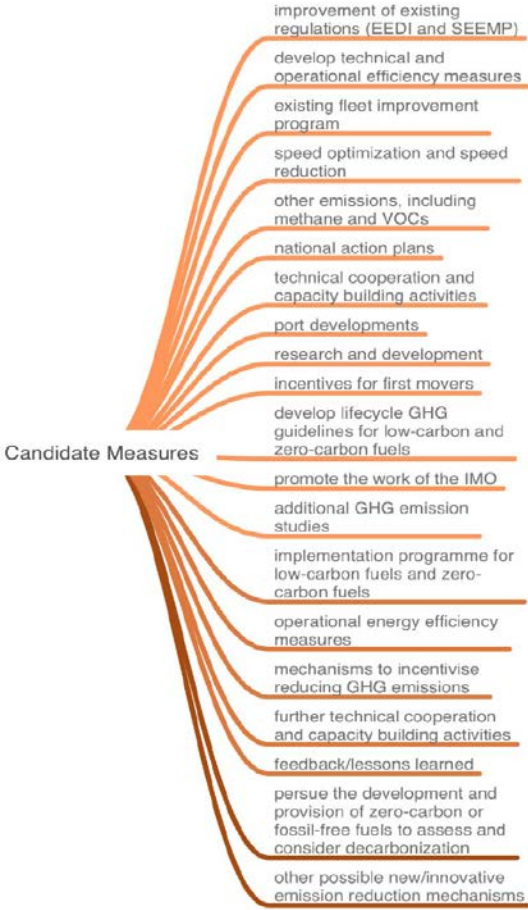 improvement of existing
regulations (EEDI and SEEMP)
develop technical and
operational efficiency measures
existing fleet improvement
program
speed optimization and speed
reduction
other emissions, including
methane and VOCs
national action plans
technical cooperation and
capacity building activities
port developments
research and development
incentives for first movers
develop lifecycle GHG
guidelines for low-carbon and
zero-carbon fuels
Candidate Measures
promote the work of the IMO
additional GHG emission
studies
implementation programme for
low-carbon fuels and zero-
carbon fuels
operational energy efficiency
measures
mechanisms to incentivise
reducing GHG emissions
further technical cooperation
and capacity building activities
feedback/lessons learned
persue the development and
provision of zero-carbon or
fossil-free fuels to assess and
consider decarbonization
other possible new/innovative
emission reduction mechanisms